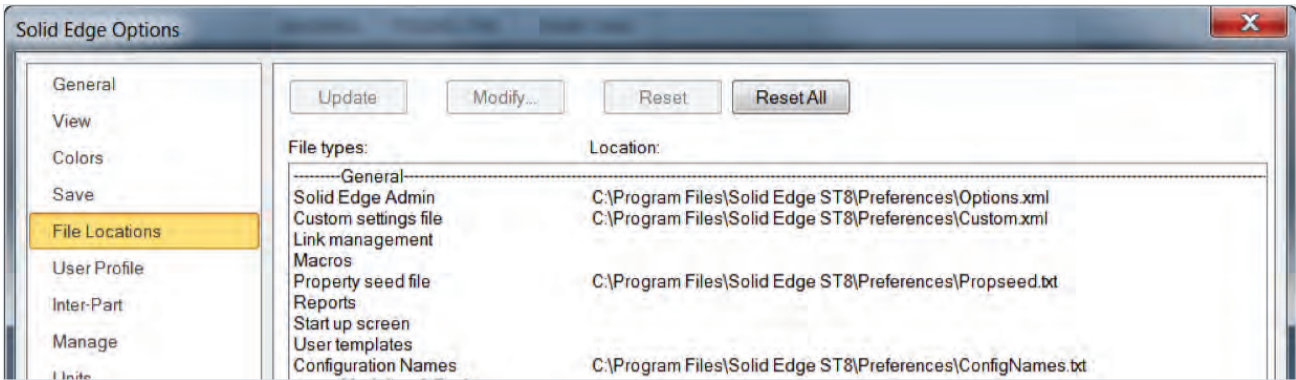 Solid Edge Options
General
View
Colors
Save
File Locations
User Profile
Inter-Part
Manage
Units
Update Modify... Reset Reset All
File types: Location:
General
Solid Edge Admin C:\Program Files\Solid Edge ST8\Preferences\Options.xml
Custom settings file C:\Program Files\Solid Edge ST8\Preferences\Custom.xml
Link management
Macros
Property seed file C:\Program Files\Solid Edge ST8\Preferences\Propseed.txt
Reports
Start up screen
User templates
Configuration Names C:\Program Files\Solid Edge ST8\Preferences\ConfigNames.txt